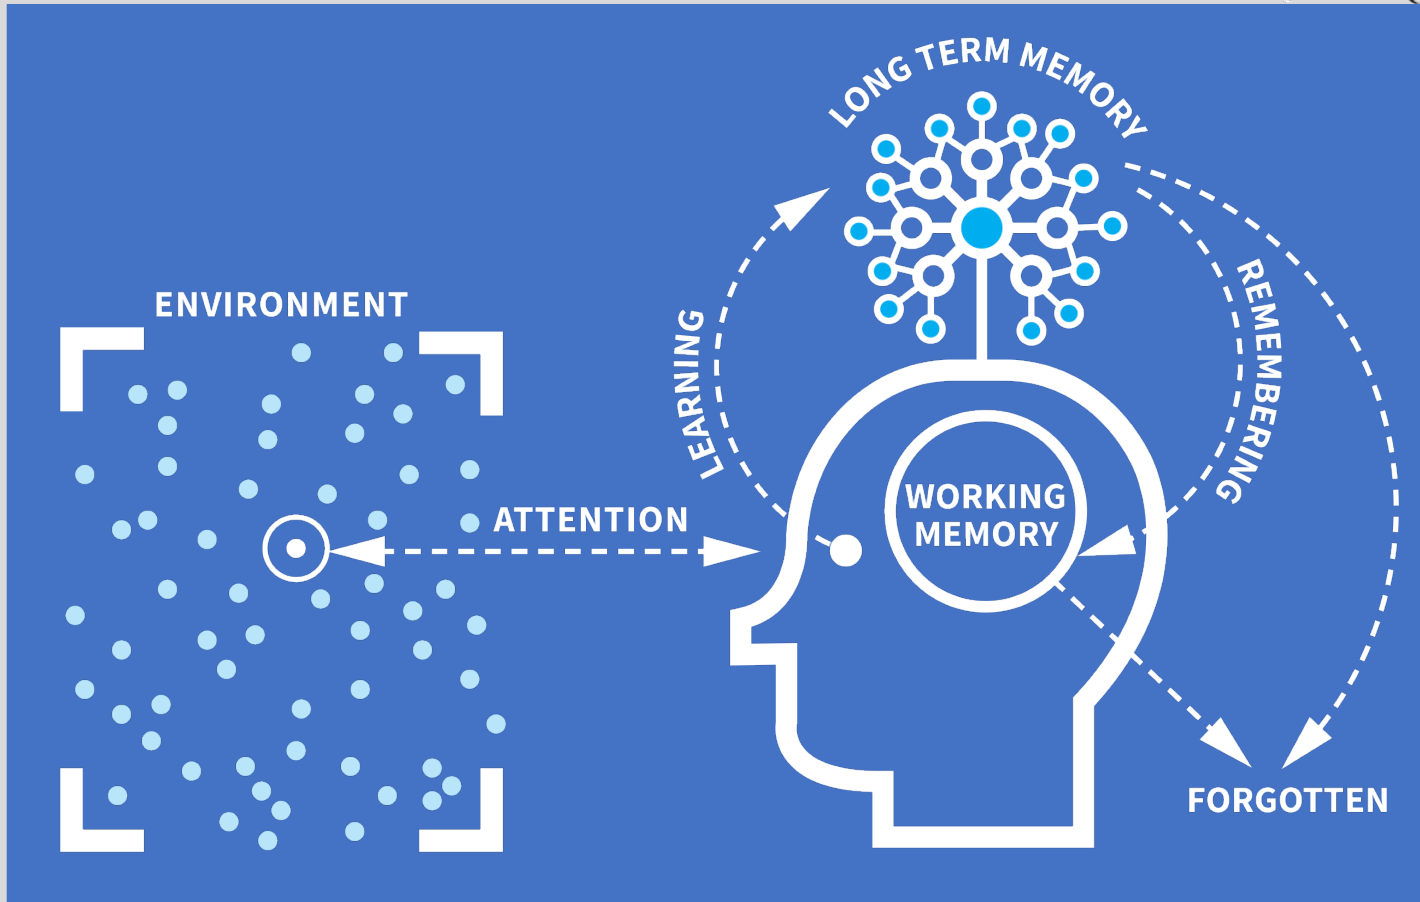 LONG TERM MEMORY
ENVIRONMENT
LEARNING
REMEMBERING
ATTENTION
WORKING
MEMORY
FORGOTTEN